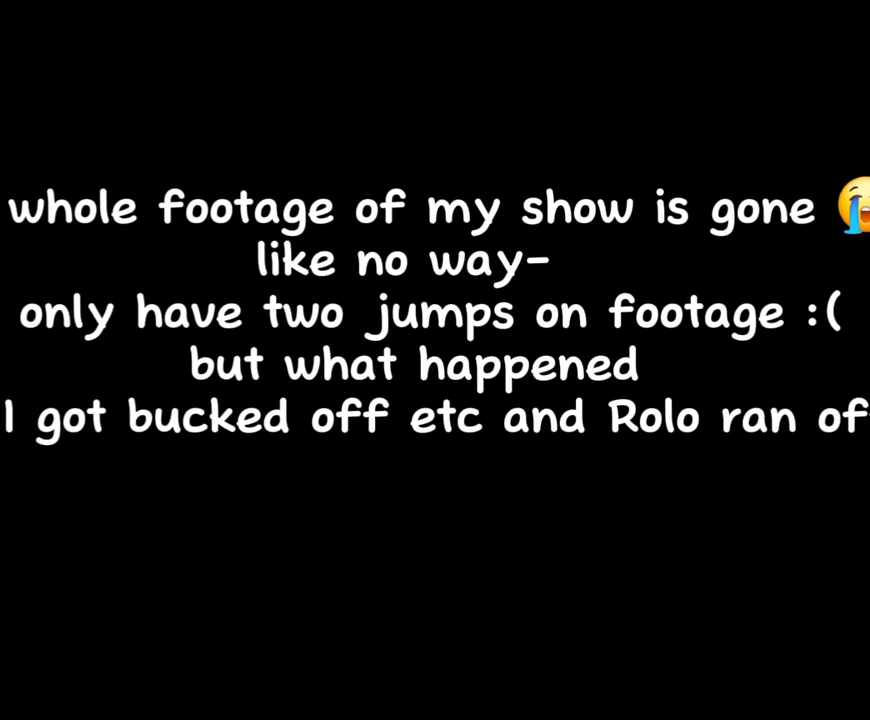 whole footage of my show is gone 😭
like no way-
only have two jumps on footage :(
but what happened
I got bucked off etc and Rolo ran of